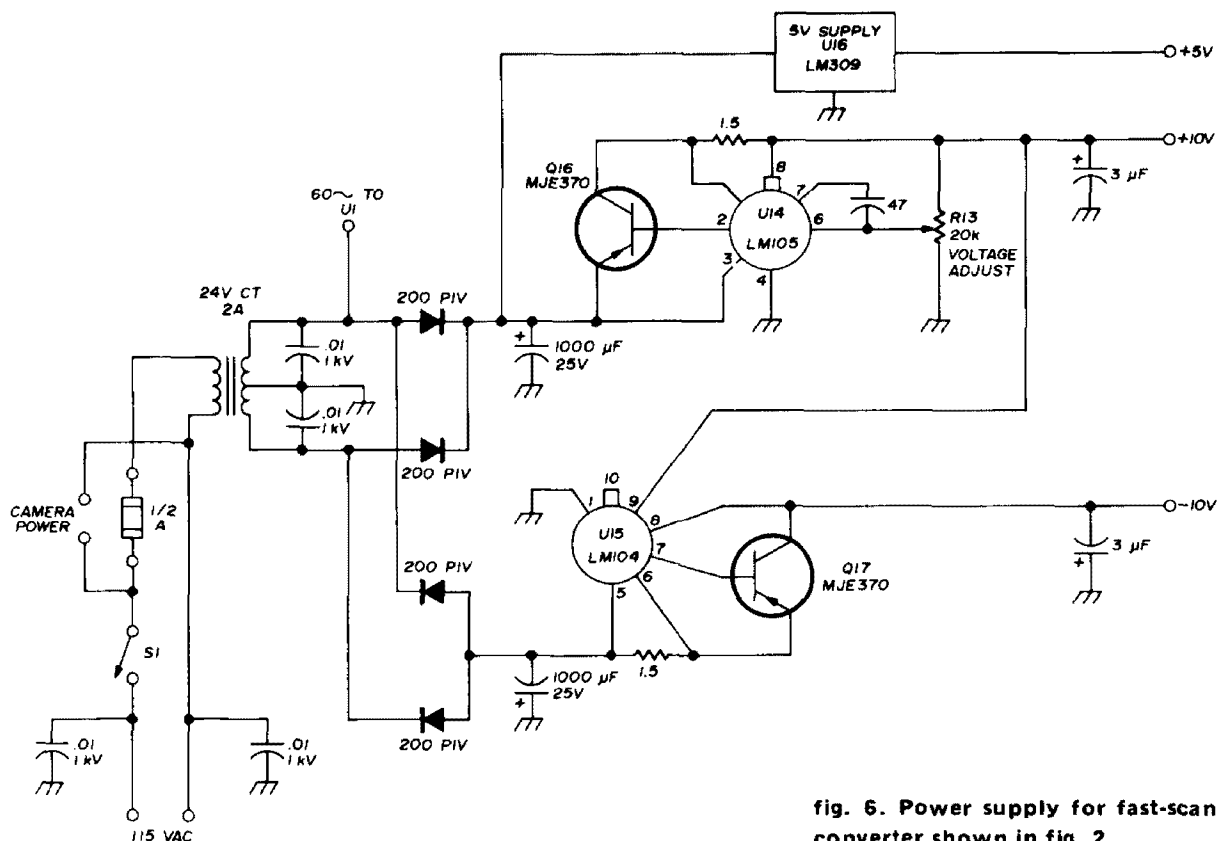 5V SUPPLY
U16
LM309
+5V
1.5
+10V
Q16
MJE370
8
7
+
3 µF
60~ TO
U1
2
U14
6
47
R13
20k
LM105
VOLTAGE
ADJUST
3
4
24V CT
2A
200 PIV
.01
1 kV
+
1000 µF
25V
.01
1 kV
200 PIV
CAMERA
POWER
1/2
A
1
10
9
8
U15
7
LM104
6
5
-10V
Q17
MJE370
3 µF
+
200 PIV
S1
1.5
1000 µF
25V
+
200 PIV
.01
1 kV
.01
1 kV
115 VAC
fig. 6. Power supply for fast-scan
converter shown in fig. 2